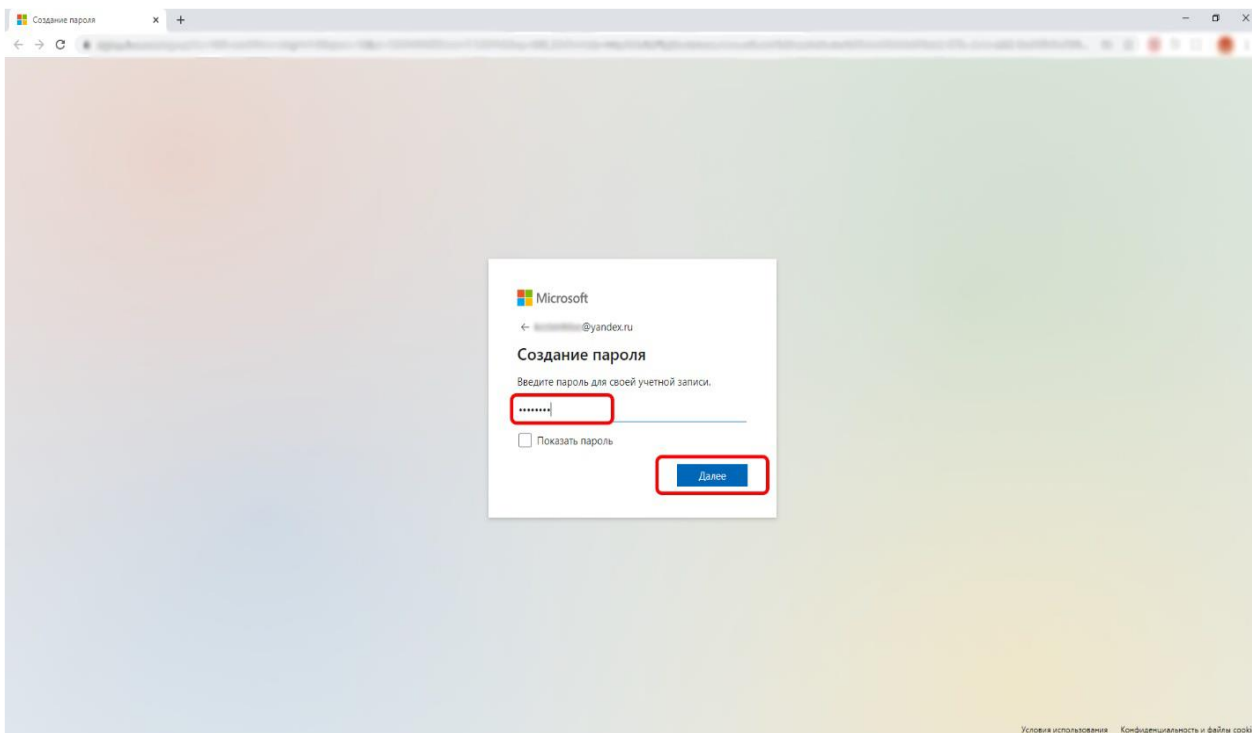 Создание пароля
Microsoft
@yandex.ru
Создание пароля
Введите пароль для своей учетной записи.
••••••••
Показать пароль
Далее
Условия использования Конфиденциальность и файлы cooki